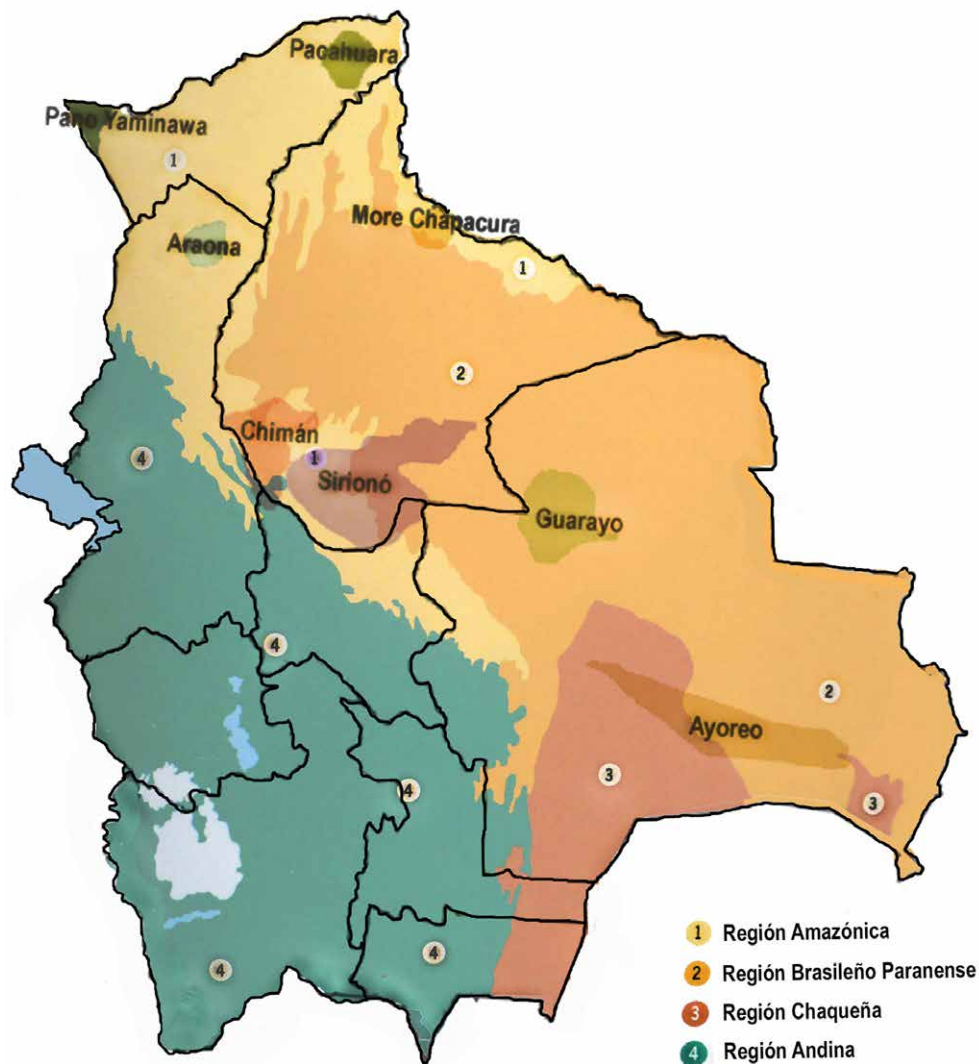 Pacahuara
Pano Yaminawa
1
More Chapacura
Araona
1
2
Chimán
4
1
Sirionó
Guarayo
4
2
Ayoreo
3
4
3
4
4
1 Región Amazónica
2 Región Brasileño Paranense
3 Región Chaqueña
4 Región Andina